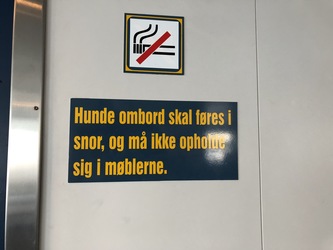 Hunde ombord skal føres i
snor, og må ikke opholde
sig i møblerne.